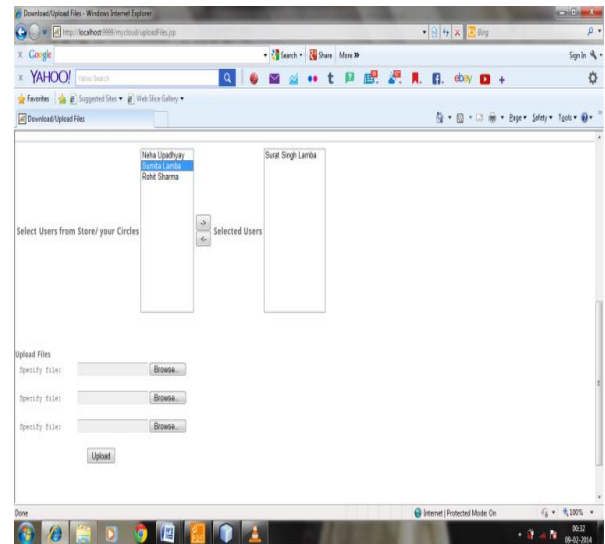 Download/Upload Files - Windows Internet Explorer
http://localhost:9999/mycloud/uploadFiles.jsp
Bing
x Google
Search
Share
More »
Sign In
x YAHOO!
Yahoo Search
t
ebay
Favorites
Suggested Sites
Web Slice Gallery
Download/Upload Files
Page
Safety
Tools
Neha Upadhyay
Sumita Lamba
Rohit Sharma
Surat Singh Lamba
Select Users from Store/ your Circles
->
<-
Selected Users
Upload Files
Specify file:
Browse...
Specify file:
Browse...
Specify file:
Browse...
Upload
Done
Internet | Protected Mode: On
100%
00:32
09-02-2014